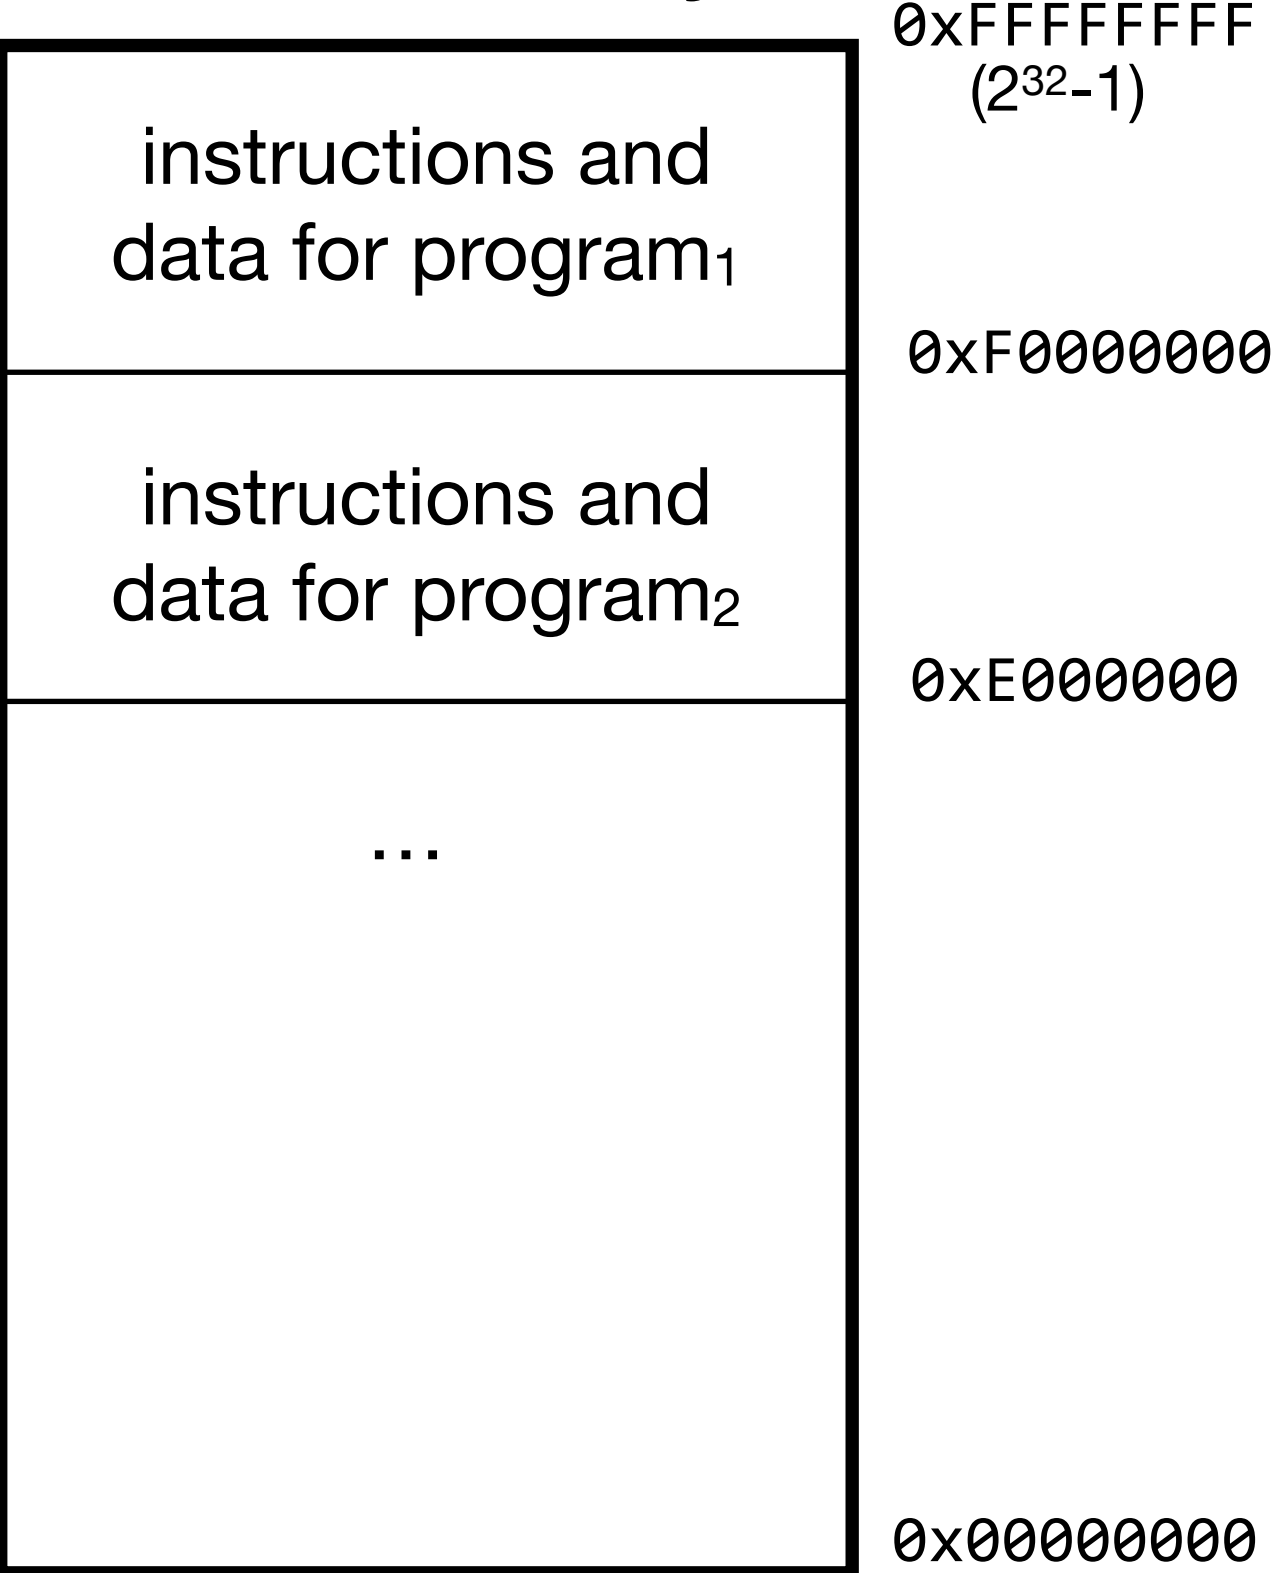 0xFFFFFFFF
(2³²-1)
instructions and
data for program₁
0xF0000000
instructions and
data for program₂
0xE000000
...
0x00000000